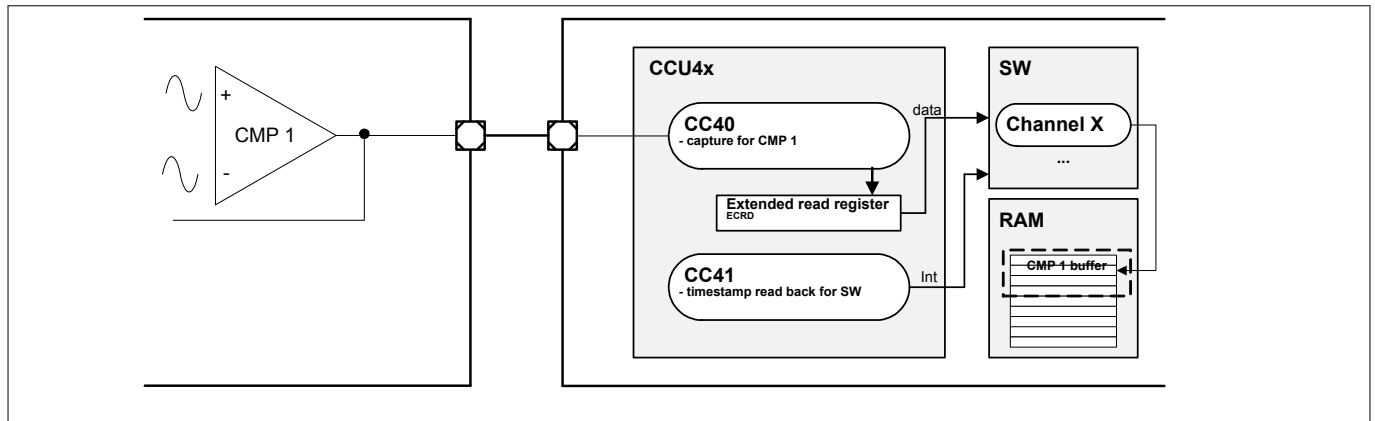 +
CMP 1
-
CCU4x
CC40
- capture for CMP 1
data
Extended read register
ECRD
CC41
- timestamp read back for SW
Int
SW
Channel X
...
RAM
CMP 1 buffer